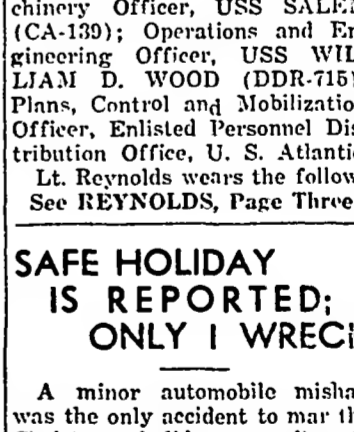 chinery Officer, USS SALE
(CA-139); Operations and En
gineering Officer, USS WIL
LIAM D. WOOD (DDR-715)
Plans, Control and Mobilizatio
Officer, Enlisted Personnel Dis
tribution Office, U. S. Atlantic
Lt. Reynolds wears the follow
See REYNOLDS, Page Three
SAFE HOLIDAY
IS REPORTED;
ONLY 1 WREC
A minor automobile misha
was the only accident to mar th